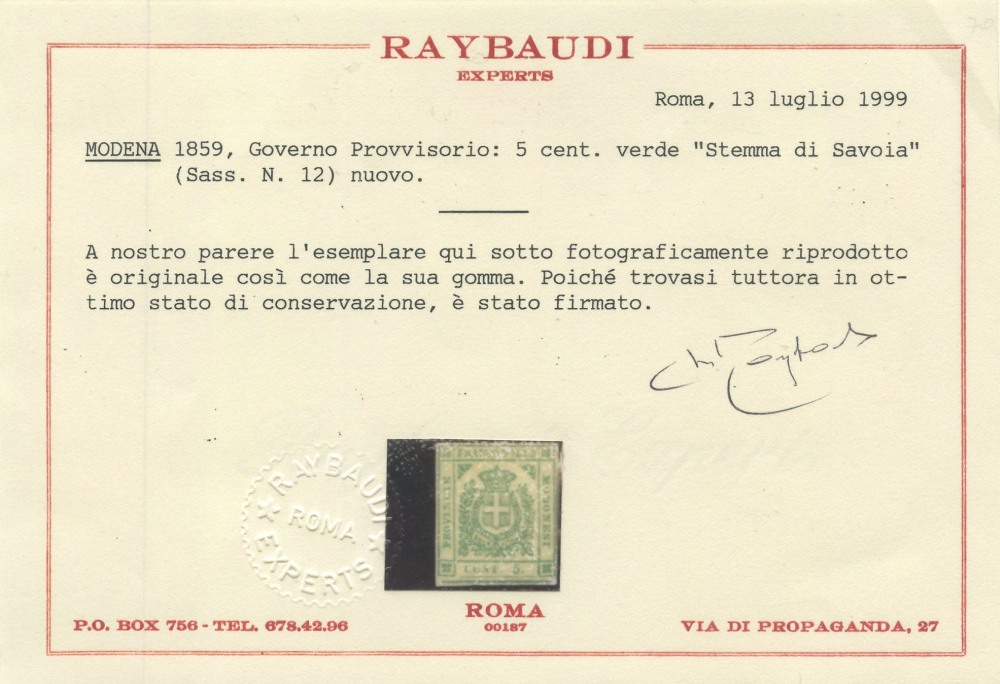 RAYBAUDI
EXPERTS
Roma, 13 luglio 1999
MODENA 1859, Governo Provvisorio: 5 cent. verde "Stemma di Savoia"
(Sass. N. 12) nuovo.
A nostro parere l'esemplare qui sotto fotograficamente riprodotto
è originale così come la sua gomma. Poiché trovasi tuttora in ot-
timo stato di conservazione, è stato firmato.
RAYBAUDI
ROMA
EXPERTS
FRANCOBOLLO
PROVINCIE
MODONESI
CENT. 5.
ROMA
00187
P.O. BOX 756 - TEL. 678.42.96
VIA DI PROPAGANDA, 27